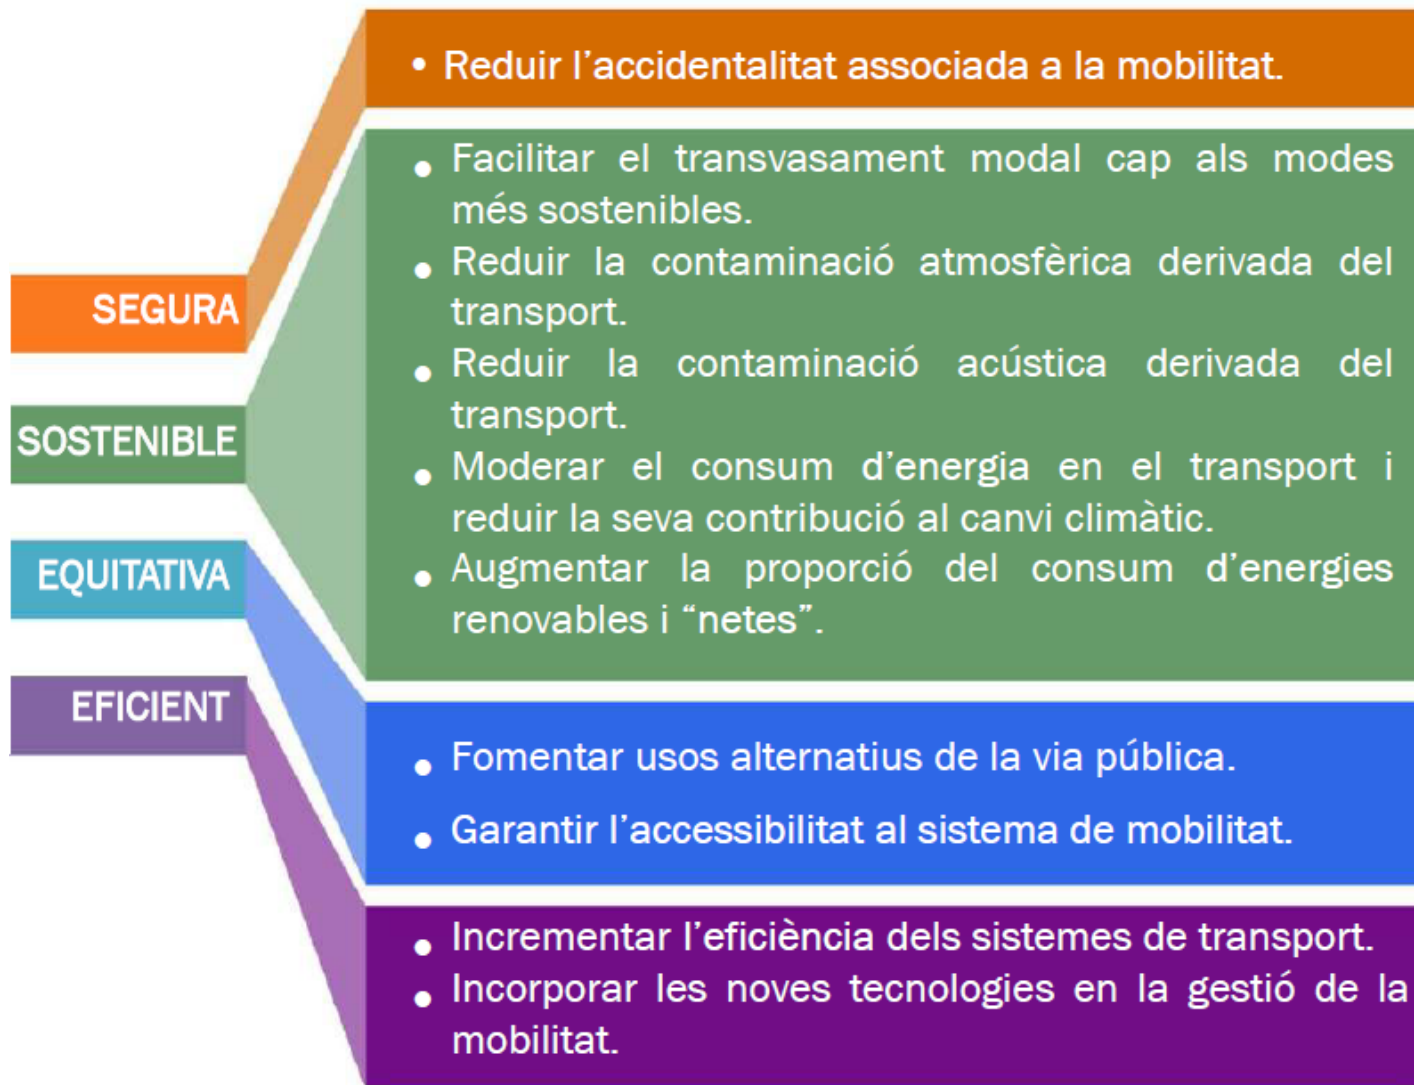 • Reduir l’accidentalitat associada a la mobilitat.
SEGURA
• Facilitar el transvasament modal cap als modes
més sostenibles.
• Reduir la contaminació atmosfèrica derivada del
transport.
• Reduir la contaminació acústica derivada del
transport.
• Moderar el consum d’energia en el transport i
reduir la seva contribució al canvi climàtic.
• Augmentar la proporció del consum d’energies
renovables i “netes”.
SOSTENIBLE
EQUITATIVA
• Fomentar usos alternatius de la via pública.
• Garantir l’accessibilitat al sistema de mobilitat.
EFICIENT
• Incrementar l’eficiència dels sistemes de transport.
• Incorporar les noves tecnologies en la gestió de la
mobilitat.